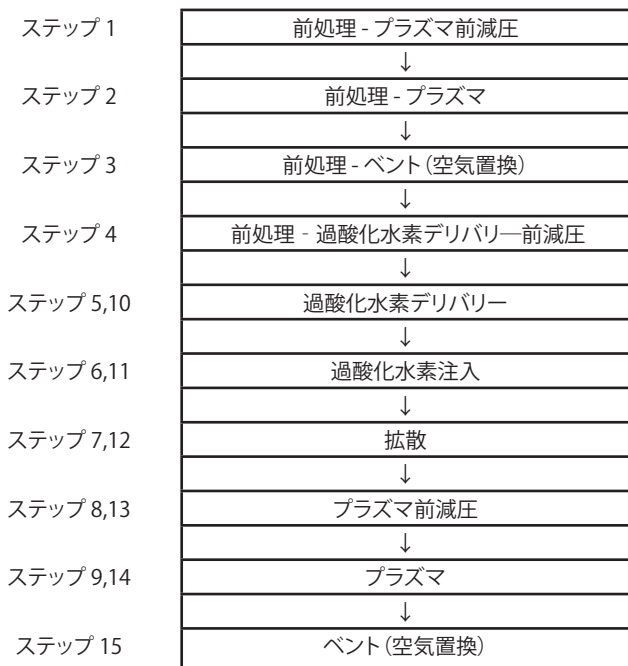 ステップ 1 前処理 - プラズマ前減圧
↓
ステップ 2 前処理 - プラズマ
↓
ステップ 3 前処理 - ベント（空気置換）
↓
ステップ 4 前処理 ‐ 過酸化水素デリバリ―前減圧
↓
ステップ 5,10 過酸化水素デリバリー
↓
ステップ 6,11 過酸化水素注入
↓
ステップ 7,12 拡散
↓
ステップ 8,13 プラズマ前減圧
↓
ステップ 9,14 プラズマ
↓
ステップ 15 ベント（空気置換）